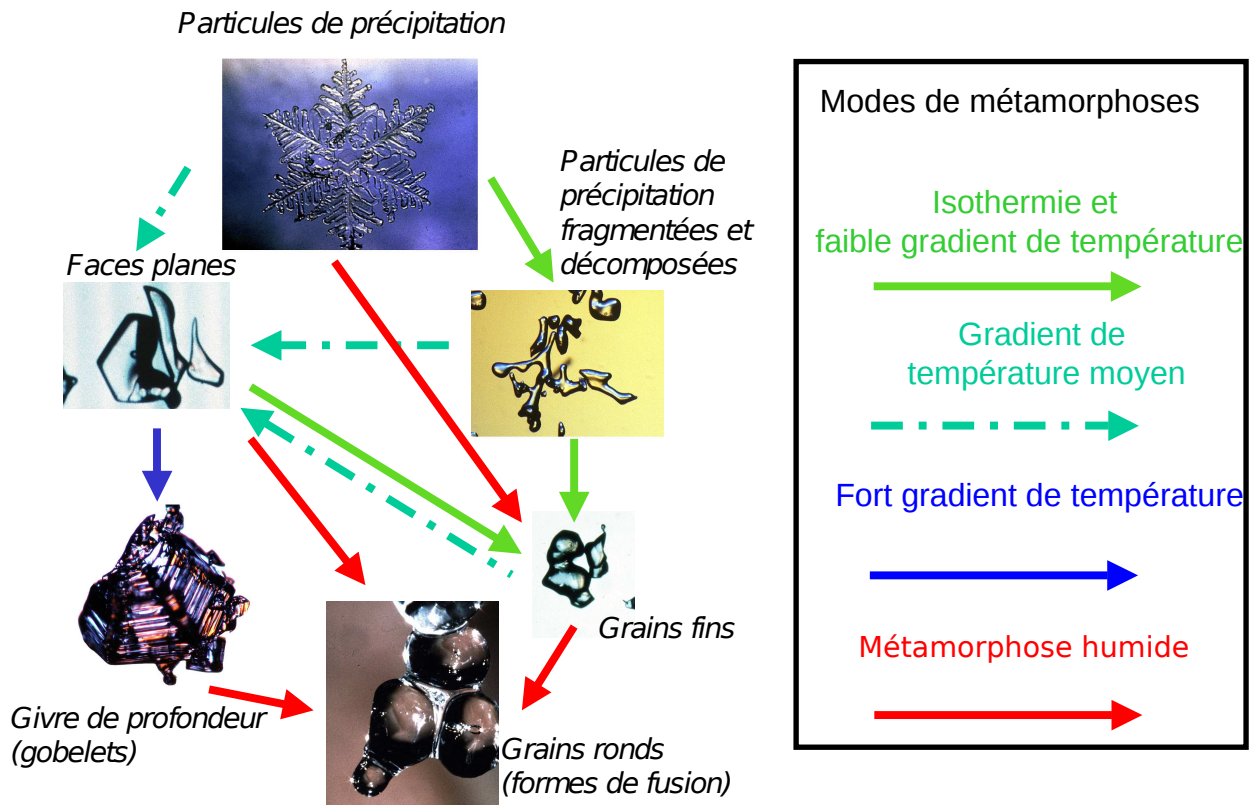 Particules de précipitation
Particules de
précipitation
fragmentées et
décomposées
Faces planes
Grains fins
Givre de profondeur
(gobelets)
Grains ronds
(formes de fusion)
Modes de métamorphoses
Isothermie et
faible gradient de température
Gradient de
température moyen
Fort gradient de température
Métamorphose humide